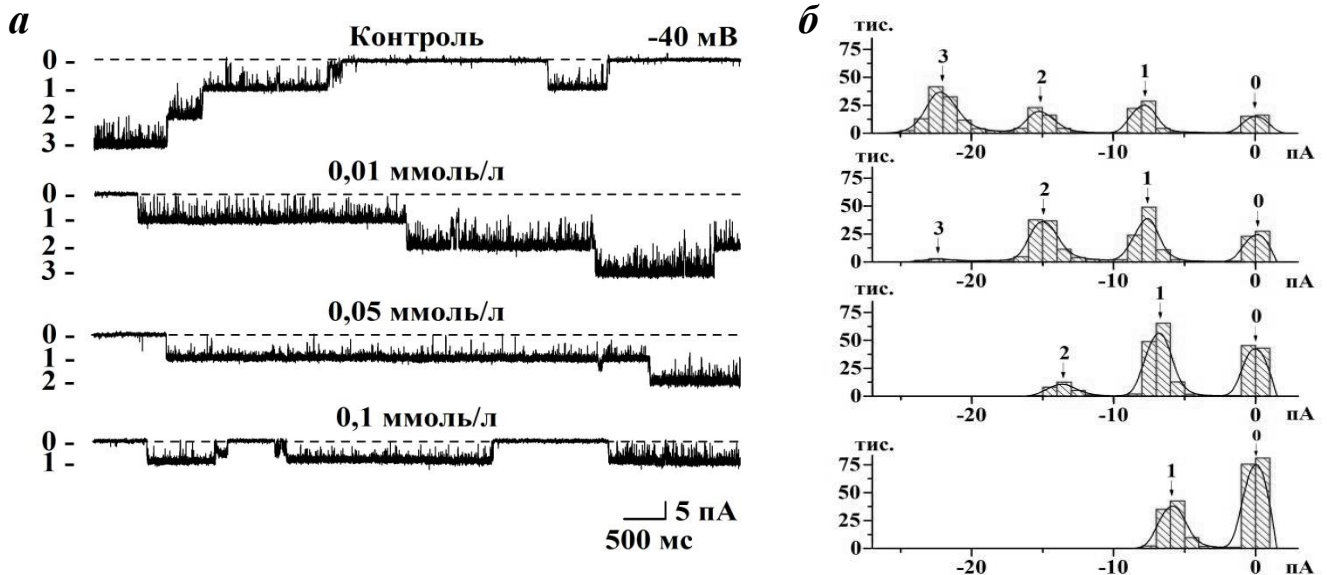 а
Контроль -40 мВ
0 -
1 -
2 -
3 -
0,01 ммоль/л
0 -
1 -
2 -
3 -
0,05 ммоль/л
0 -
1 -
2 -
0,1 ммоль/л
0 -
1 -
5 пА
500 мс
б
тис.
75
50
25
0
3 2 1 0
-20 -10 0 пА
тис.
75
50
25
0
3 2 1 0
-20 -10 0 пА
тис.
75
50
25
0
2 1 0
-20 -10 0 пА
тис.
75
50
25
0
1 0
-20 -10 0 пА